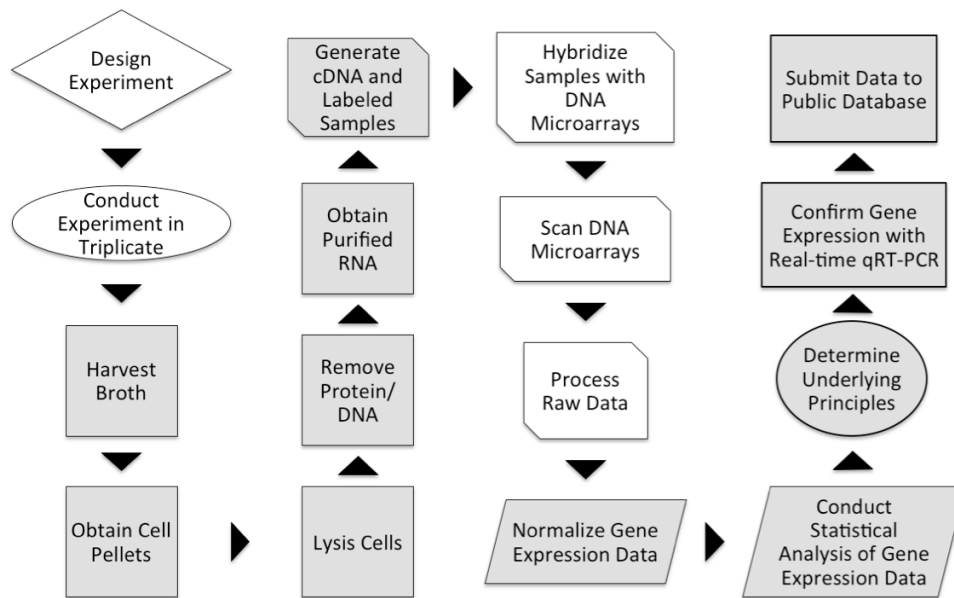 Design
Experiment
Conduct
Experiment in
Triplicate
Harvest
Broth
Obtain Cell
Pellets
Lysis Cells
Remove
Protein/
DNA
Obtain
Purified
RNA
Generate
cDNA and
Labeled
Samples
Hybridize
Samples with
DNA
Microarrays
Scan DNA
Microarrays
Process
Raw Data
Normalize Gene
Expression Data
Conduct
Statistical
Analysis of Gene
Expression Data
Determine
Underlying
Principles
Confirm Gene
Expression with
Real-time qRT-PCR
Submit Data to
Public Database